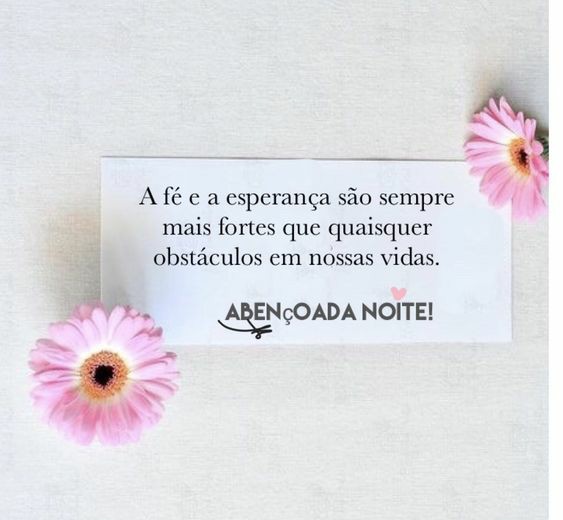 A fé e a esperança são sempre
mais fortes que quaisquer
obstáculos em nossas vidas.
ABENçOADA NOITE!